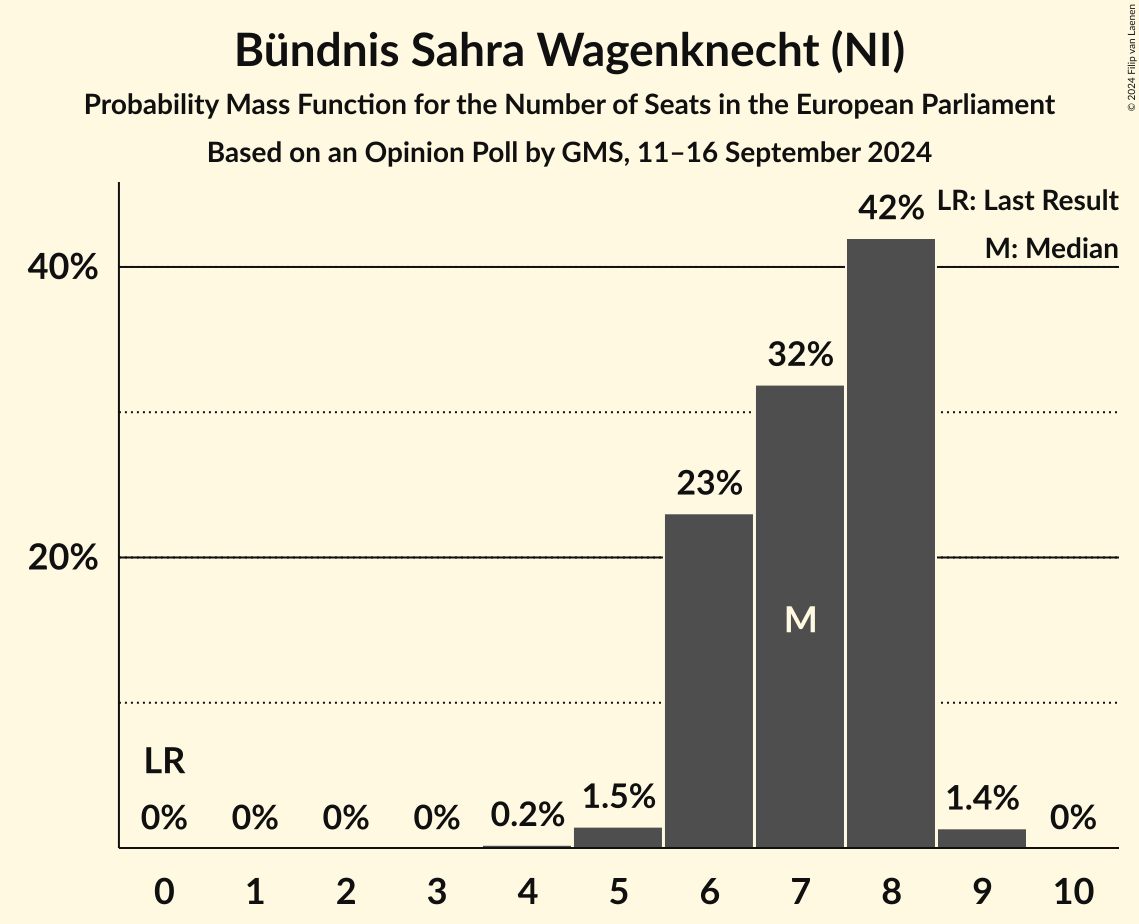 Bündnis Sahra Wagenknecht (NI)
Probability Mass Function for the Number of Seats in the European Parliament
Based on an Opinion Poll by GMS, 11–16 September 2024
© 2024 Filip van Laenen
LR: Last Result
M: Median
40%
20%
LR
0%
0%
0%
0%
0.2%
1.5%
23%
32%
42%
1.4%
0%
M
0 1 2 3 4 5 6 7 8 9 10